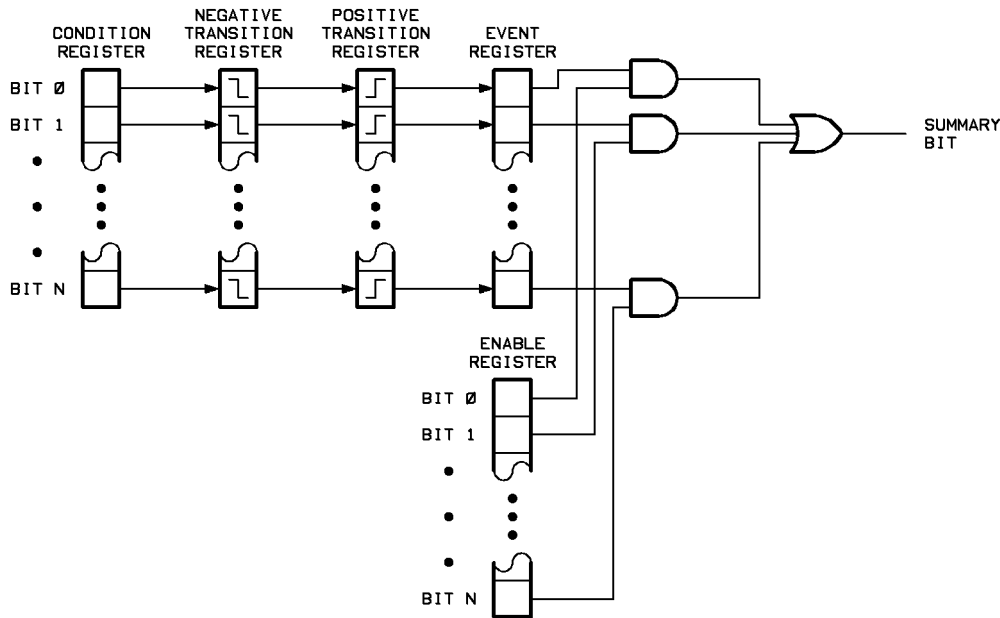 CONDITION
REGISTER
NEGATIVE
TRANSITION
REGISTER
POSITIVE
TRANSITION
REGISTER
EVENT
REGISTER
BIT Ø
BIT 1
BIT N
SUMMARY
BIT
ENABLE
REGISTER
BIT Ø
BIT 1
BIT N